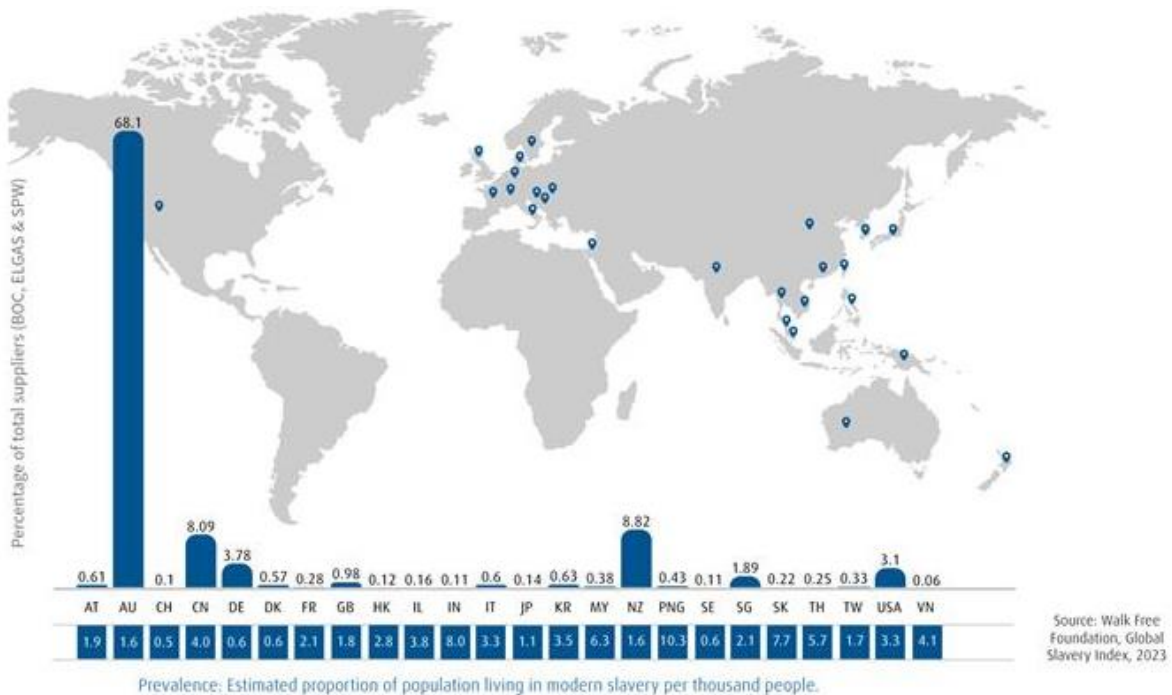 Percentage of total suppliers (BOC, ELGAS & SPW)
68.1
0.61 0.1 8.09 3.78 0.57 0.28 0.98 0.12 0.16 0.11 0.6 0.14 0.63 0.38 8.82 0.43 0.11 1.89 0.22 0.25 0.33 3.1 0.06
AT AU CH CN DE DK FR GB HK IL IN IT JP KR MY NZ PNG SE SG SK TH TW USA VN
1.9 1.6 0.5 4.0 0.6 0.6 2.1 1.8 2.8 3.8 8.0 3.3 1.1 3.5 6.3 1.6 10.3 0.6 2.1 7.7 5.7 1.7 3.3 4.1
Source: Walk Free
Foundation, Global
Slavery Index, 2023
Prevalence: Estimated proportion of population living in modern slavery per thousand people.